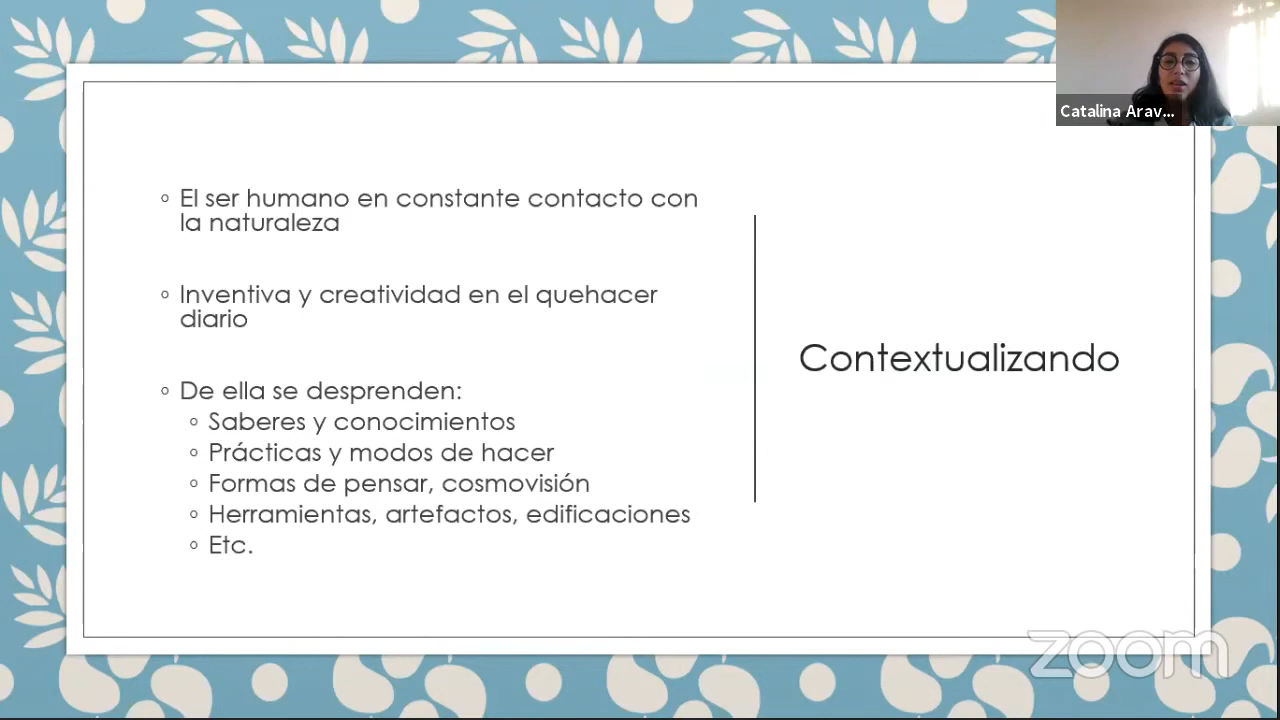 Catalina Arav...
◦ El ser humano en constante contacto con
la naturaleza
◦ Inventiva y creatividad en el quehacer
diario
◦ De ella se desprenden:
◦ Saberes y conocimientos
◦ Prácticas y modos de hacer
◦ Formas de pensar, cosmovisión
◦ Herramientas, artefactos, edificaciones
◦ Etc.
Contextualizando
zoom